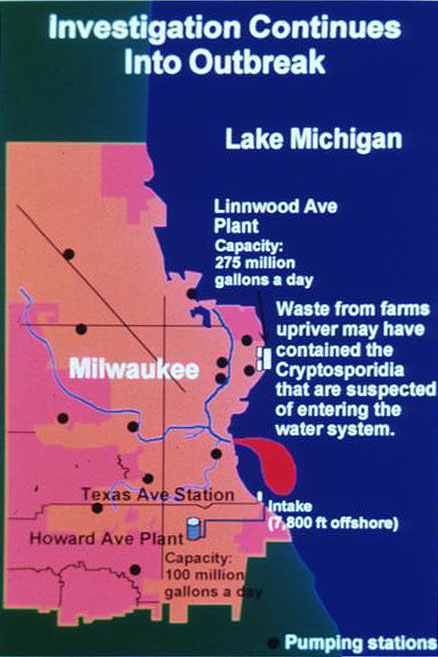 Investigation Continues
Into Outbreak
Lake Michigan
Linnwood Ave
Plant
Capacity:
275 million
gallons a day
Waste from farms
upriver may have
contained the
Cryptosporidia
that are suspected
of entering the
water system.
Milwaukee
Texas Ave Station
Intake
(7,800 ft offshore)
Howard Ave Plant
Capacity:
100 million
gallons a day
Pumping stations